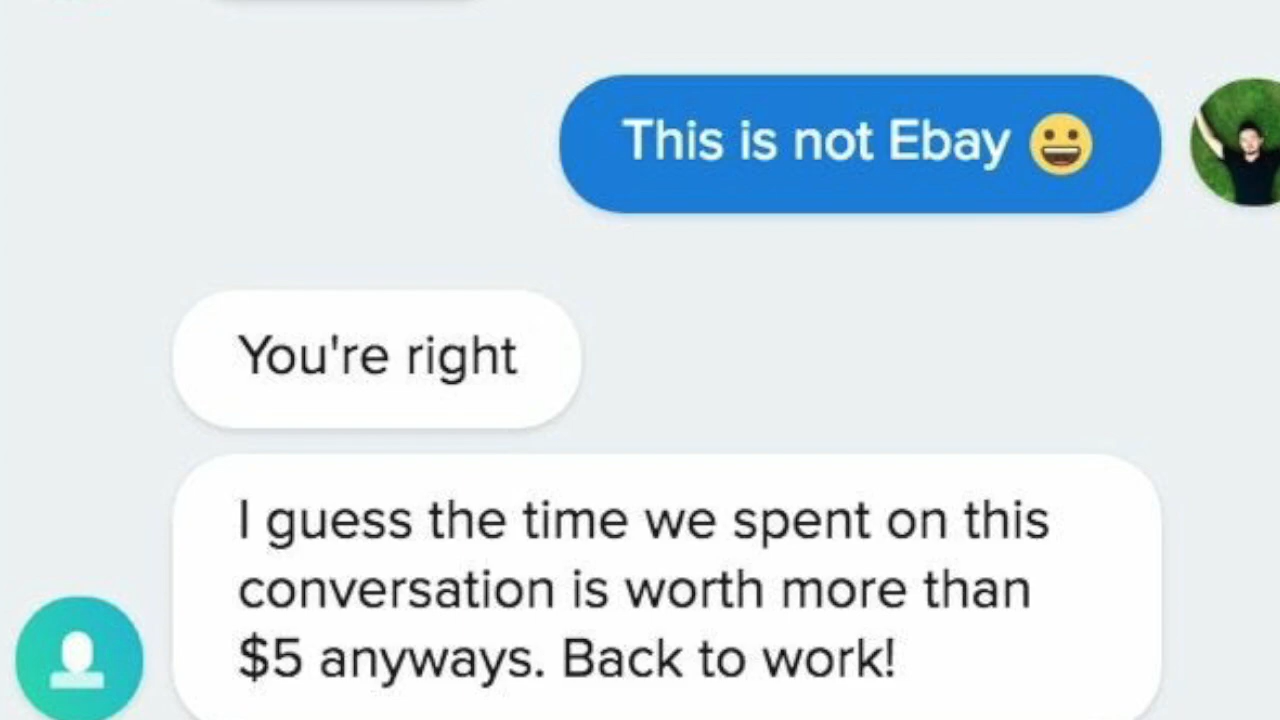 This is not Ebay 😀
You're right
I guess the time we spent on this
conversation is worth more than
$5 anyways. Back to work!